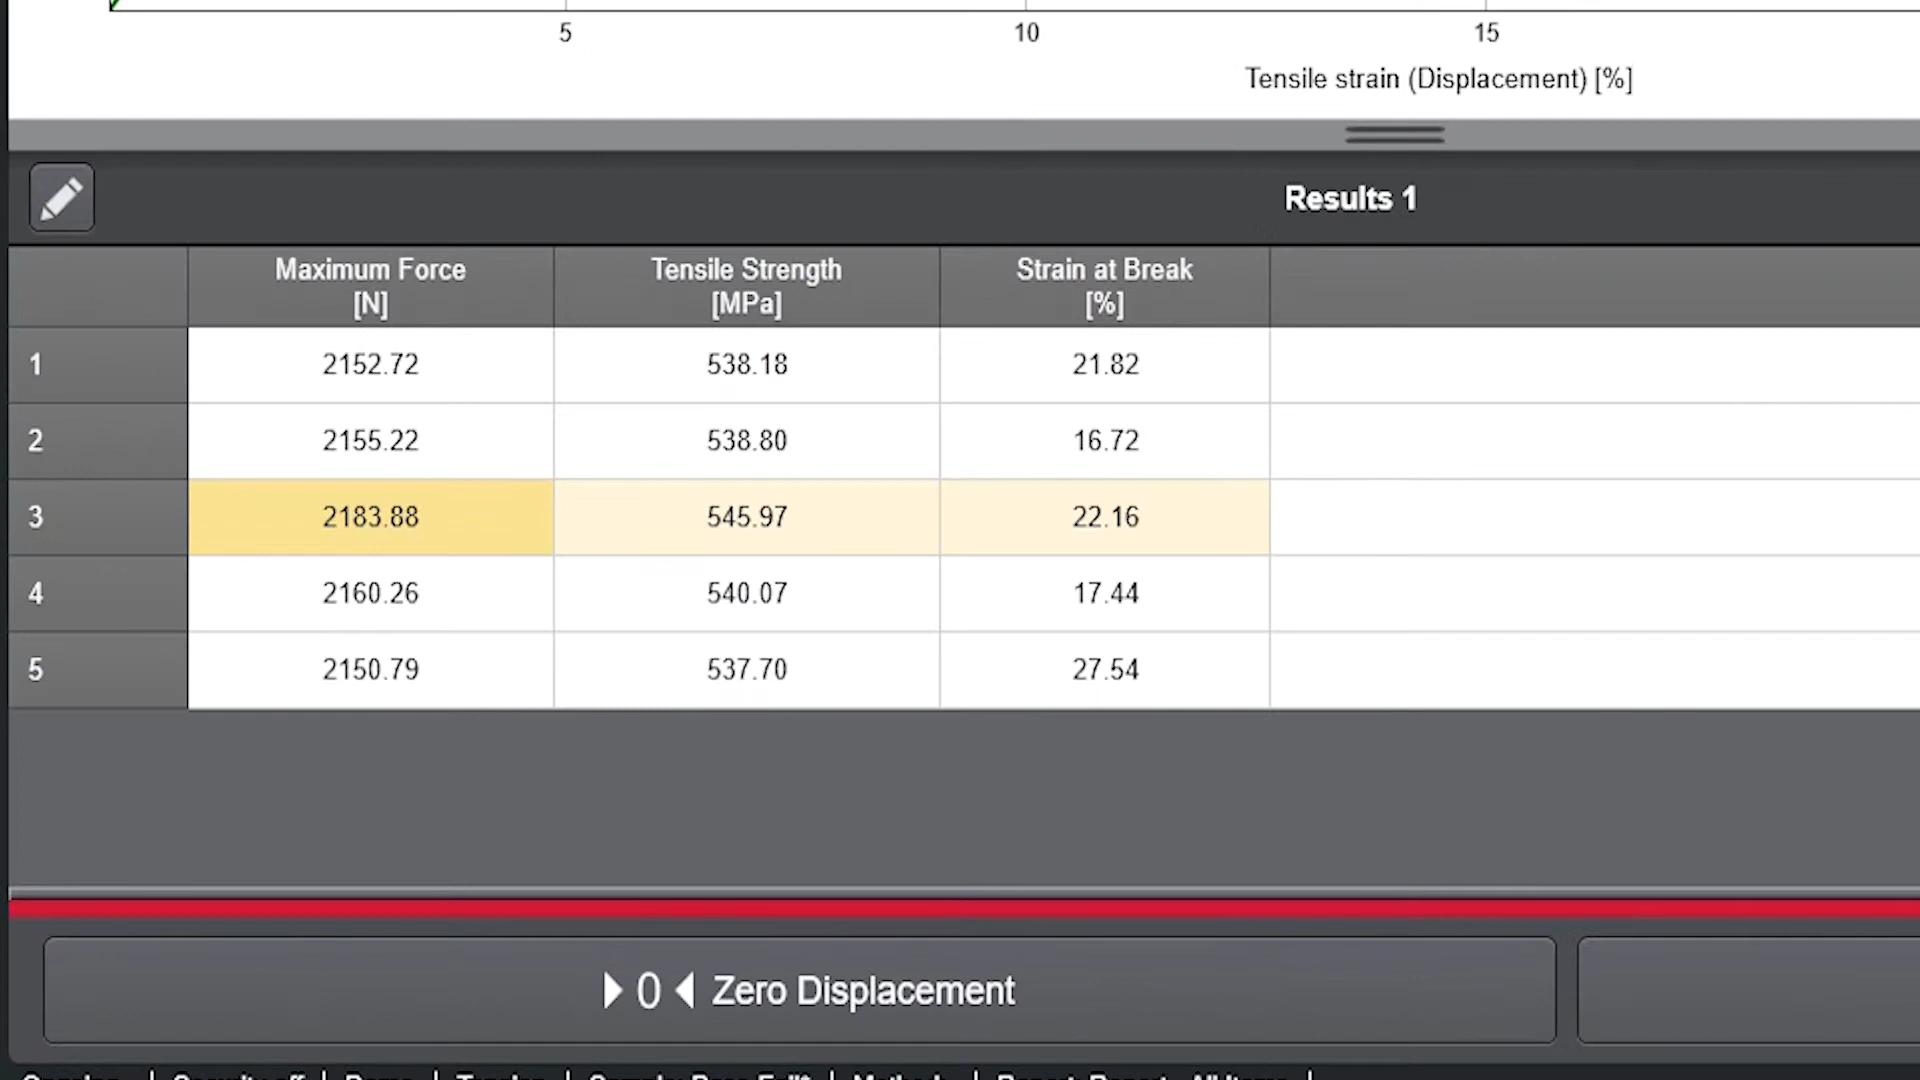 5 10 15
Tensile strain (Displacement) [%]
Results 1
Maximum Force [N] Tensile Strength [MPa] Strain at Break [%]
1 2152.72 538.18 21.82
2 2155.22 538.80 16.72
3 2183.88 545.97 22.16
4 2160.26 540.07 17.44
5 2150.79 537.70 27.54
0 Zero Displacement